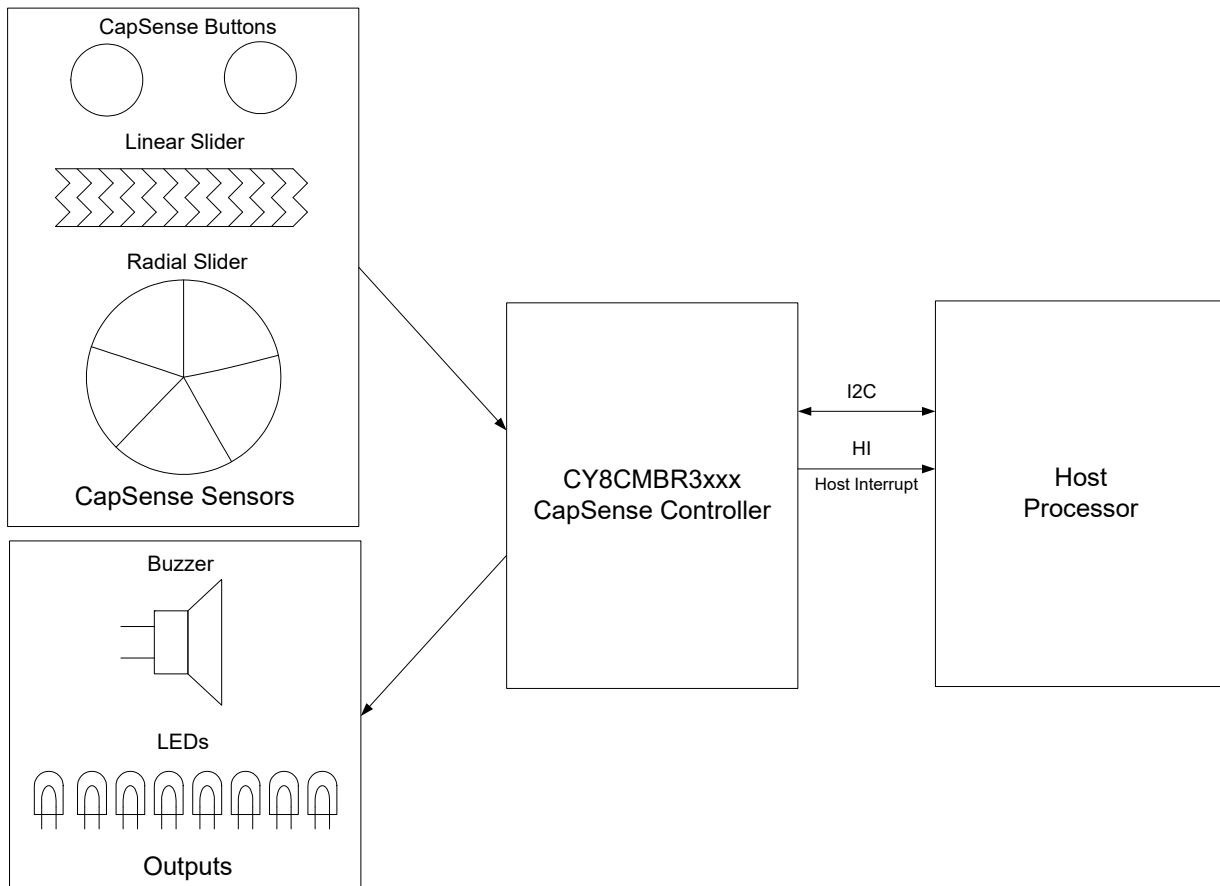 CapSense Buttons
Linear Slider
Radial Slider
CapSense Sensors
Buzzer
LEDs
Outputs
CY8CMBR3xxx
CapSense Controller
I2C
HI
Host Interrupt
Host
Processor